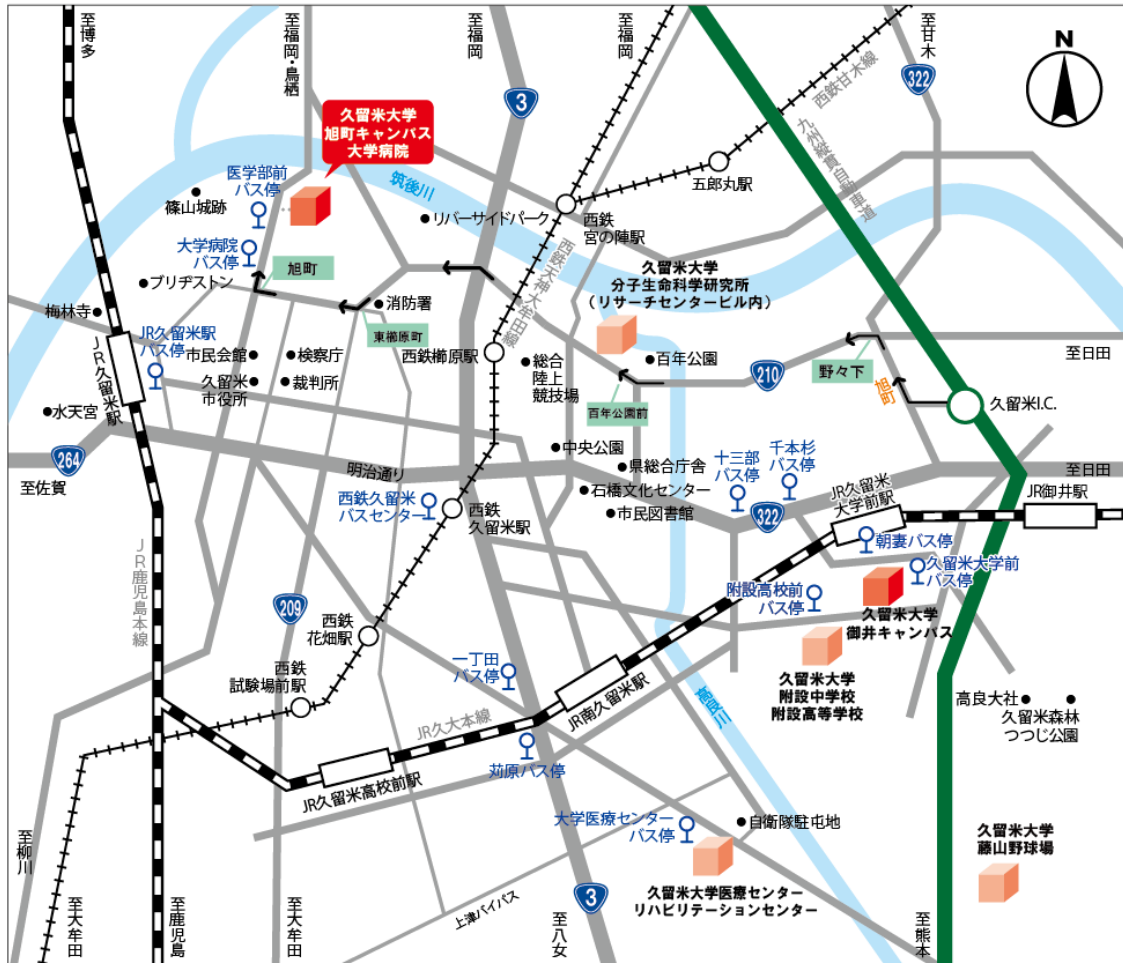 至博多
至福岡・鳥栖
至福岡
至福岡
至甘木
N
3
322
西鉄甘木線
九州縦貫自動車道
久留米大学
旭町キャンパス
大学病院
医学部前
バス停
篠山城跡
筑後川
五郎丸駅
リバーサイドパーク
西鉄
宮の陣駅
大学病院
バス停
旭町
西鉄天神大牟田線
久留米大学
分子生命科学研究所
(リサーチセンタービル内)
ブリヂストン
梅林寺
消防署
東櫛原町
JR久留米駅
バス停
JR久留米駅
市民会館
検察庁
西鉄櫛原駅
総合
陸上
競技場
百年公園
210
野々下
至日田
久留米
市役所
裁判所
百年公園前
旭町
久留米I.C.
水天宮
264
至佐賀
明治通り
中央公園
県総合庁舎
石橋文化センター
市民図書館
十三部
バス停
千本杉
バス停
至日田
西鉄久留米
バスセンター
西鉄
久留米駅
322
JR久留米
大学前駅
JR御井駅
朝妻バス停
久留米大学前
バス停
JR鹿児島本線
209
西鉄
花畑駅
附設高校前
バス停
久留米大学
御井キャンパス
西鉄
試験場前駅
一丁田
バス停
JR南久留米駅
高良川
久留米大学
附設中学校
附設高等学校
高良大社
久留米森林
つつじ公園
JR久大本線
JR久留米高校前駅
苅原バス停
大学医療センター
バス停
自衛隊駐屯地
久留米大学
藤山野球場
至柳川
至大牟田
至鹿児島
至大牟田
上津バイパス
3
至八女
久留米大学医療センター
リハビリテーションセンター
至熊本